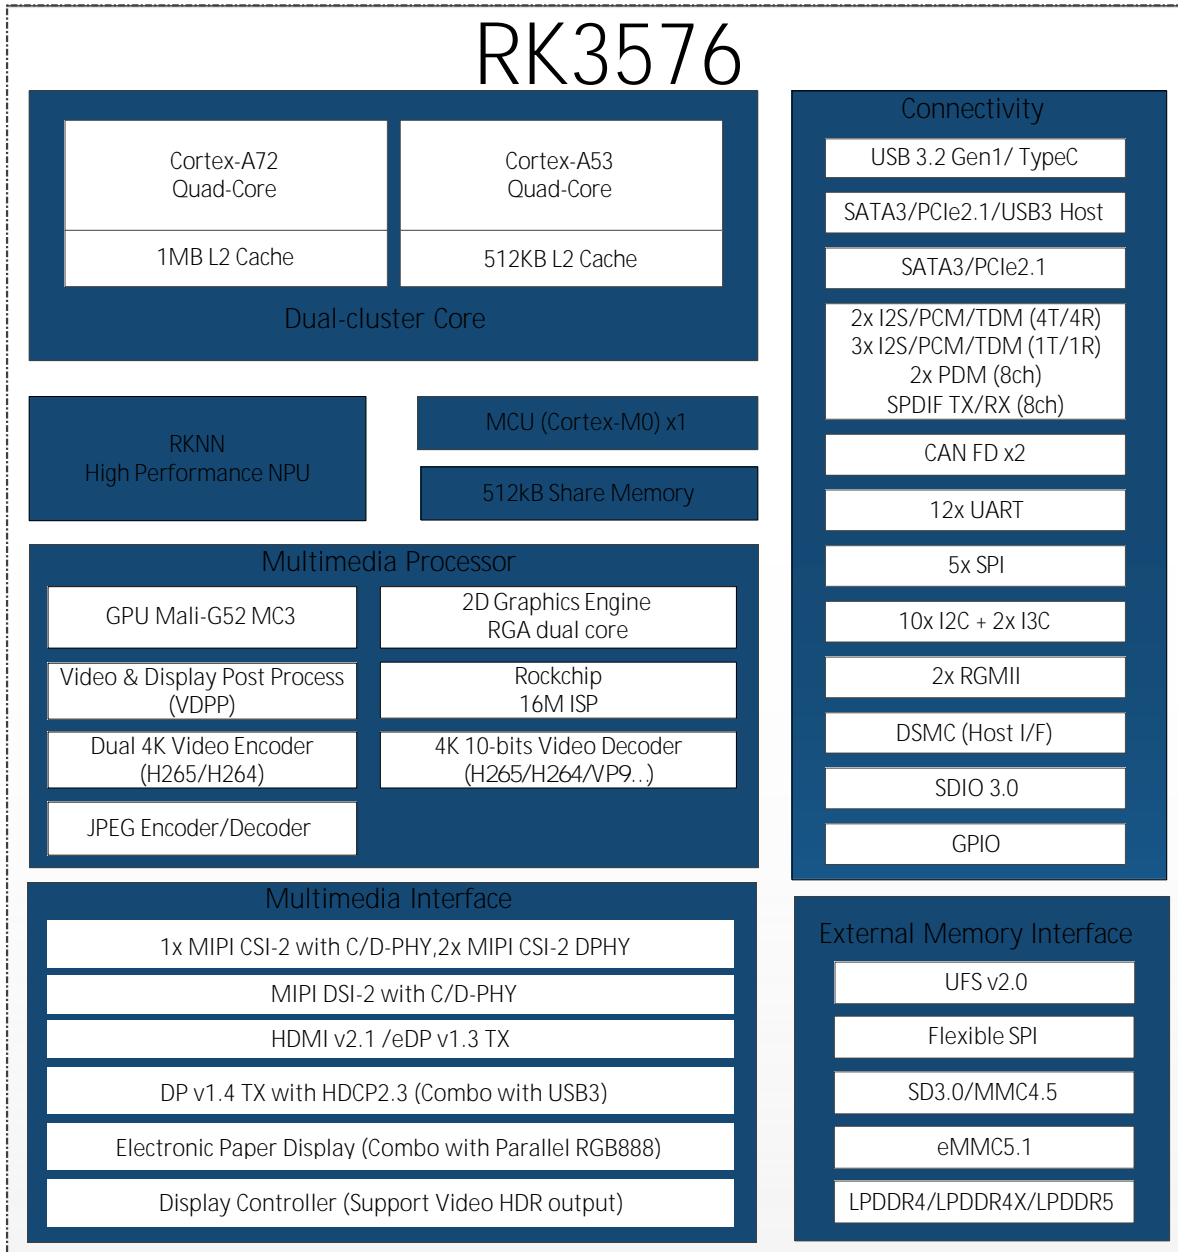 RK3576
Cortex-A72
Quad-Core
1MB L2 Cache
Cortex-A53
Quad-Core
512KB L2 Cache
Dual-cluster Core
RKNN
High Performance NPU
MCU (Cortex-M0) x1
512kB Share Memory
Multimedia Processor
GPU Mali-G52 MC3
2D Graphics Engine
RGA dual core
Video & Display Post Process
(VDPP)
Rockchip
16M ISP
Dual 4K Video Encoder
(H265/H264)
4K 10-bits Video Decoder
(H265/H264/VP9...)
JPEG Encoder/Decoder
Multimedia Interface
1x MIPI CSI-2 with C/D-PHY,2x MIPI CSI-2 DPHY
MIPI DSI-2 with C/D-PHY
HDMI v2.1 /eDP v1.3 TX
DP v1.4 TX with HDCP2.3 (Combo with USB3)
Electronic Paper Display (Combo with Parallel RGB888)
Display Controller (Support Video HDR output)
Connectivity
USB 3.2 Gen1/ TypeC
SATA3/PCIe2.1/USB3 Host
SATA3/PCIe2.1
2x I2S/PCM/TDM (4T/4R)
3x I2S/PCM/TDM (1T/1R)
2x PDM (8ch)
SPDIF TX/RX (8ch)
CAN FD x2
12x UART
5x SPI
10x I2C + 2x I3C
2x RGMII
DSMC (Host I/F)
SDIO 3.0
GPIO
External Memory Interface
UFS v2.0
Flexible SPI
SD3.0/MMC4.5
eMMC5.1
LPDDR4/LPDDR4X/LPDDR5